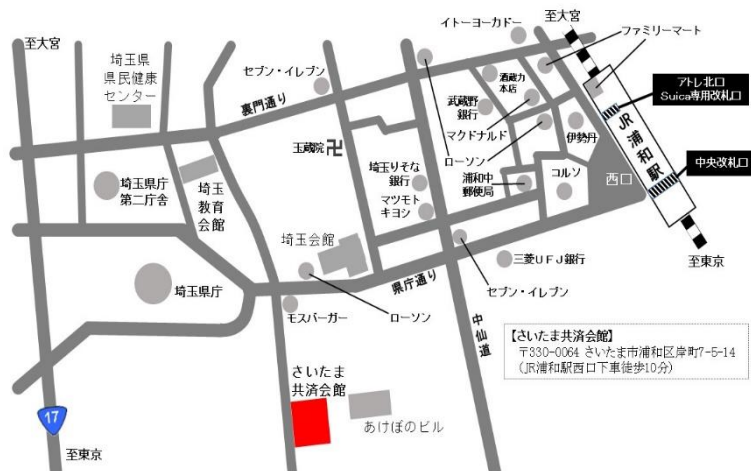 至大宮
埼玉県
県民健康
センター
セブン・イレブン
裏門通り
イトーヨーカドー
至大宮
ファミリーマート
酒蔵力
本店
武蔵野
銀行
マクドナルド
ローソン
伊勢丹
アトレ北口
Suica専用改札口
JR浦和駅
中央改札口
西口
コルソ
浦和中
郵便局
玉蔵院
卍
埼玉りそな
銀行
マツモト
キヨシ
埼玉
教育
会館
埼玉県庁
第二庁舎
埼玉会館
埼玉県庁
県庁通り
三菱UFJ銀行
セブン・イレブン
至東京
モスバーガー
ローソン
中仙道
さいたま
共済会館
あけぼのビル
17
至東京
【さいたま共済会館】
〒330-0064 さいたま市浦和区岸町7-5-14
(JR浦和駅西口下車徒歩10分)